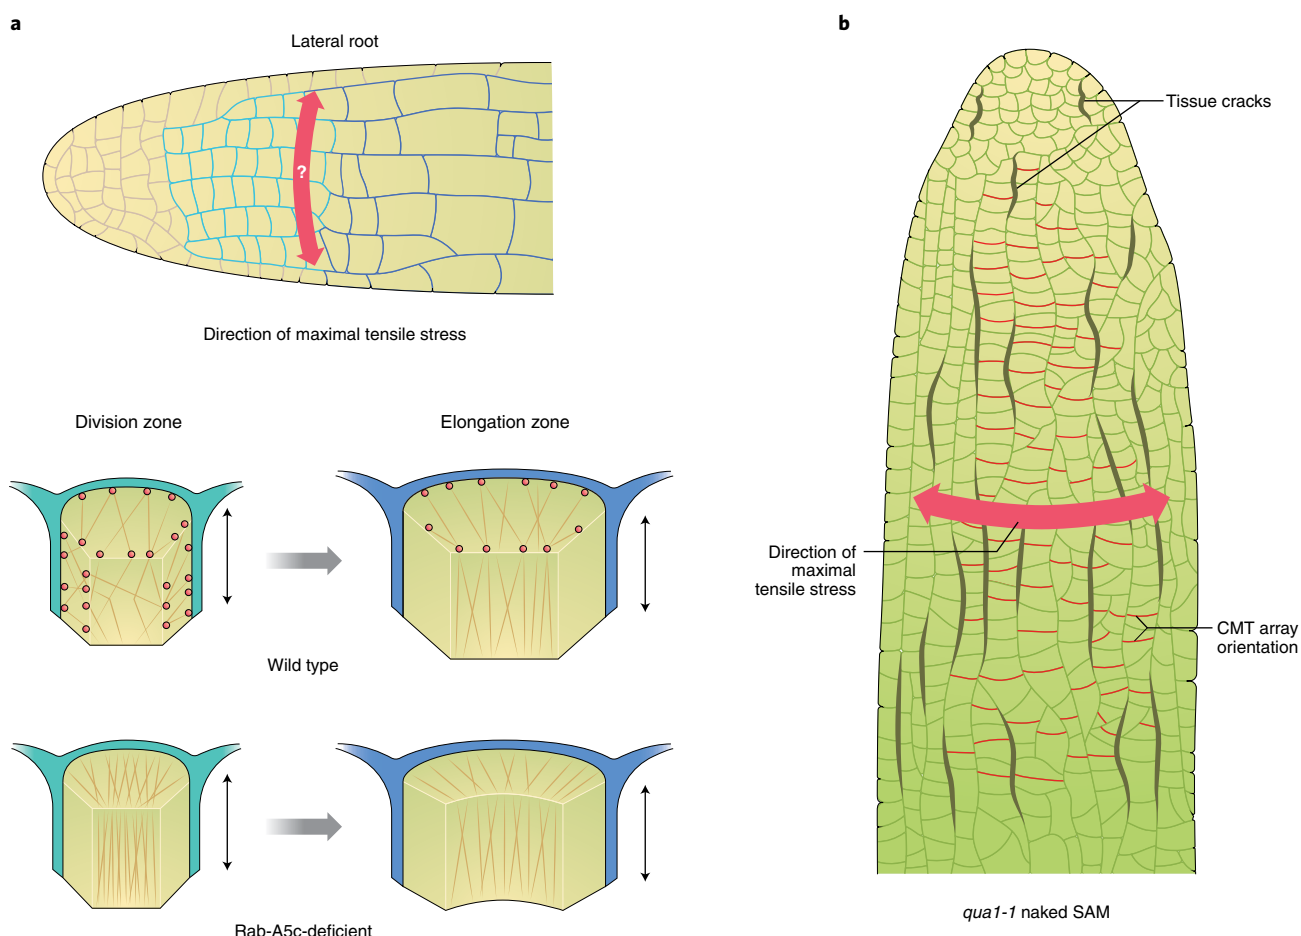 a
Lateral root
?
Direction of maximal tensile stress
Division zone
Elongation zone
Wild type
Rab-A5c-deficient
b
Tissue cracks
Direction of
maximal
tensile stress
CMT array
orientation
qua1-1 naked SAM